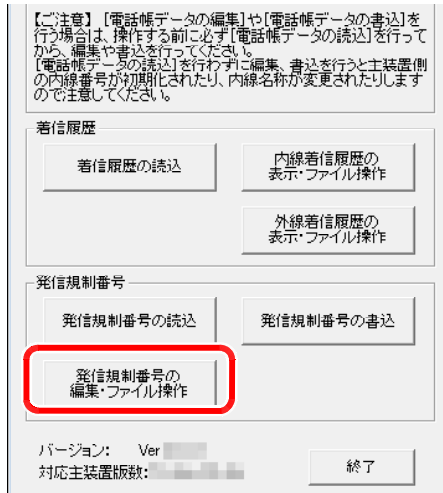 【ご注意】 [電話帳データの編集]や[電話帳データの書込]を
行う場合は、操作する前に必ず[電話帳データの読込]を行って
から、編集や書込を行ってください。
[電話帳データの読込]を行わずに編集、書込を行うと主装置側
の内線番号が初期化されたり、内線名称が変更されたりします
ので注意してください。
着信履歴
着信履歴の読込
内線着信履歴の
表示・ファイル操作
外線着信履歴の
表示・ファイル操作
発信規制番号
発信規制番号の読込
発信規制番号の書込
発信規制番号の
編集・ファイル操作
バージョン: Ver
対応主装置版数:
終了